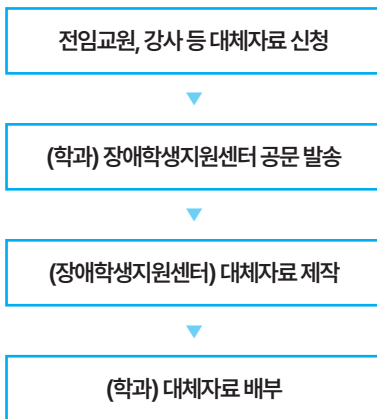 전임교원, 강사 등 대체자료 신청
(학과) 장애학생지원센터 공문 발송
(장애학생지원센터) 대체자료 제작
(학과) 대체자료 배부